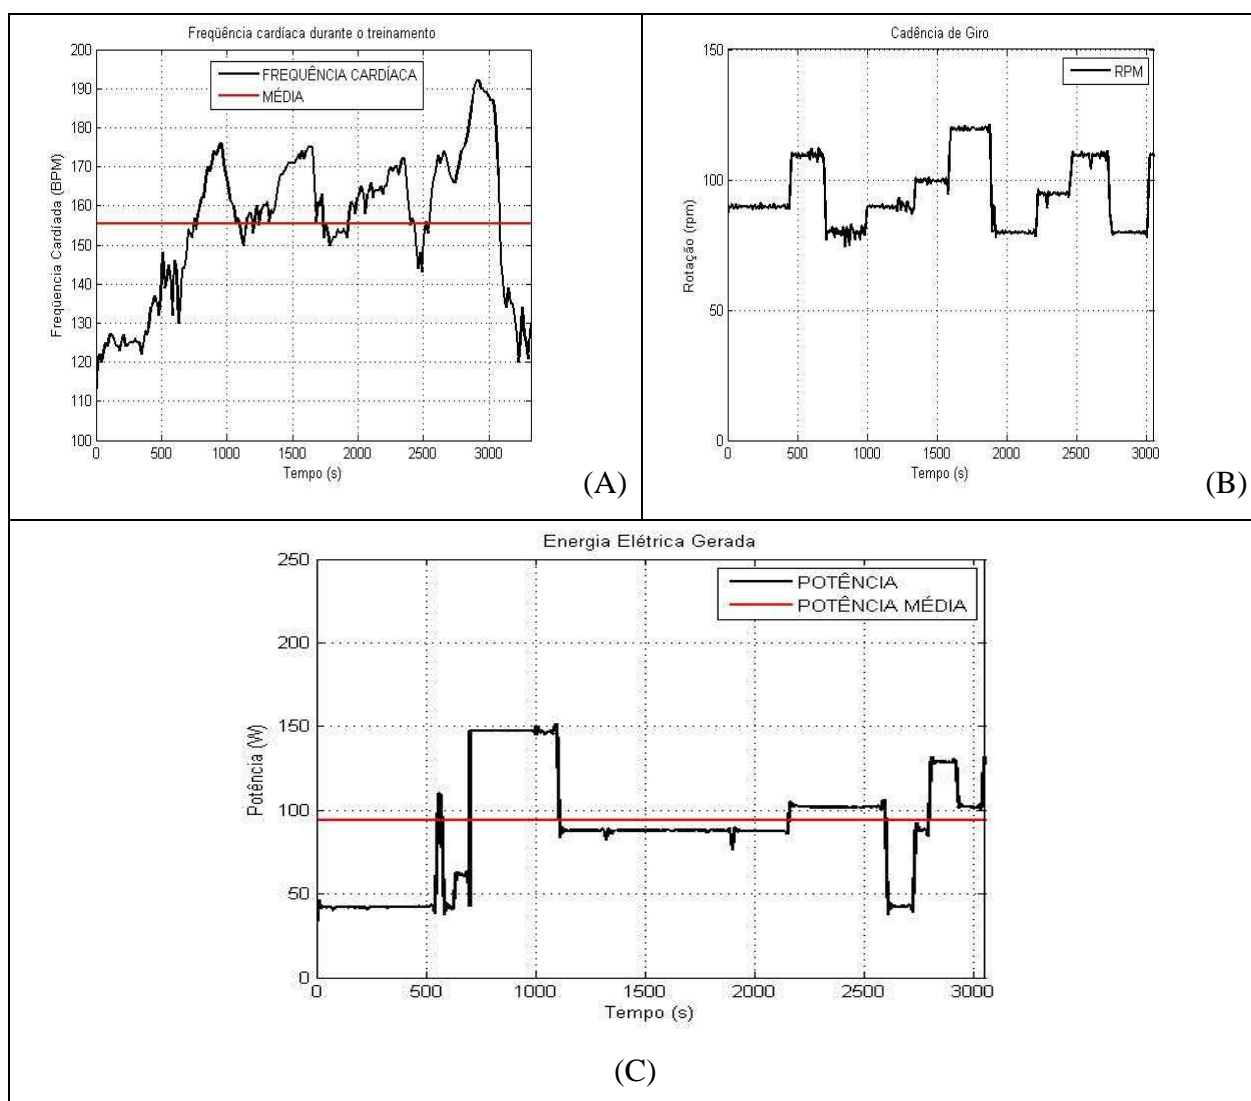 Freqüência cardíaca durante o treinamento
200
190
180
170
160
150
140
130
120
110
100
Freqüencia Cardíada (BPM)
FREQUÊNCIA CARDÍACA
MÉDIA
0 500 1000 1500 2000 2500 3000
Tempo (s)
(A)
Cadência de Giro
150
100
50
0
Rotação (rpm)
RPM
0 500 1000 1500 2000 2500 3000
Tempo (s)
(B)
Energia Elétrica Gerada
250
200
150
100
50
0
Potência (W)
POTÊNCIA
POTÊNCIA MÉDIA
0 500 1000 1500 2000 2500 3000
Tempo (s)
(C)